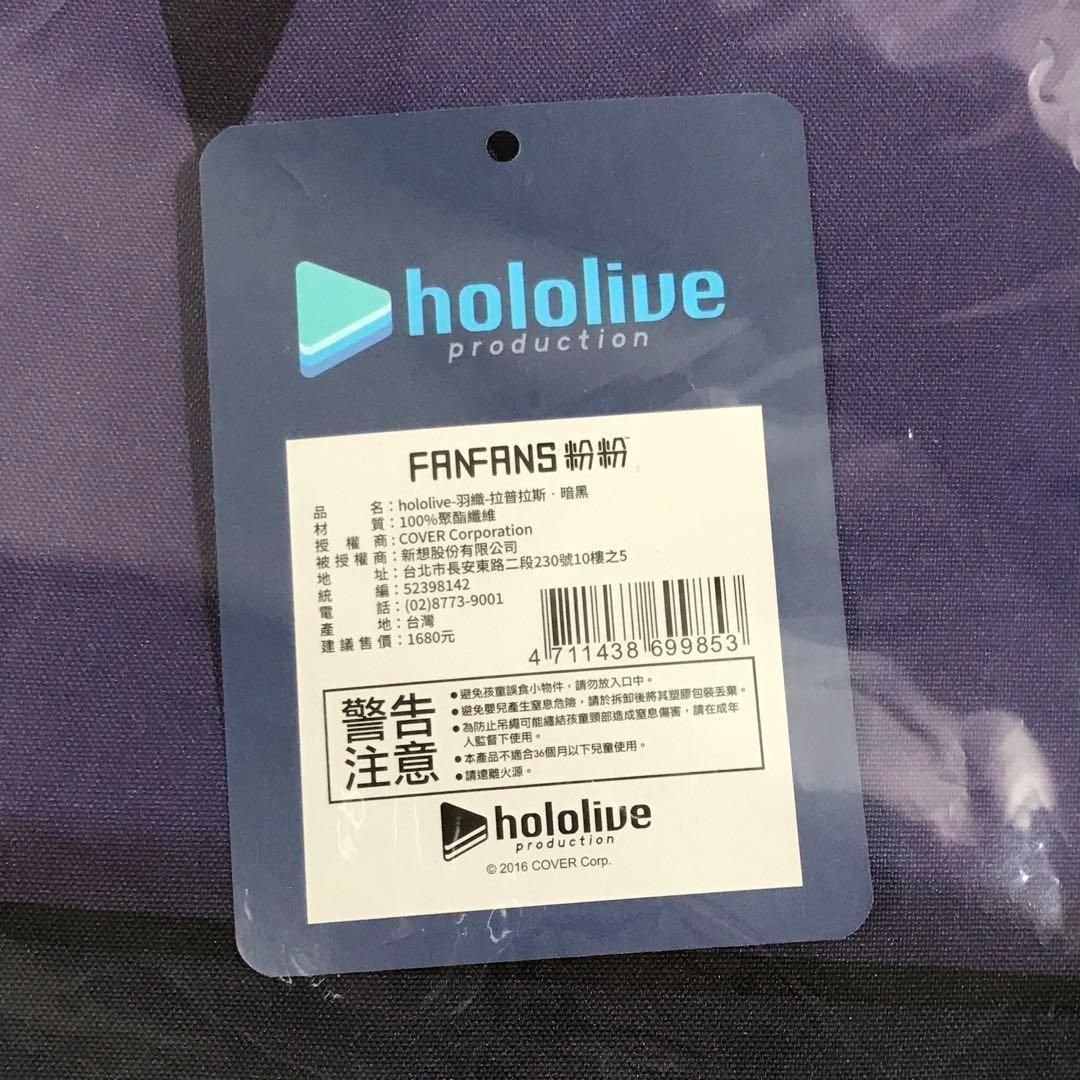 hololive
production
FANFANS 粉粉™
品名：hololive-羽織-拉普拉斯．暗黑
材質：100%聚酯纖維
授權商：COVER Corporation
被授權商：新想股份有限公司
地址：台北市長安東路二段230號10樓之5
統編：52398142
電話：(02)8773-9001
產地：台灣
建議售價：1680元
4 711438 699853
警告
注意
●避免孩童誤食小物件，請勿放入口中。
●避免嬰兒產生窒息危險，請於拆卸後將其塑膠包裝丟棄。
●為防止吊繩可能纏結孩童頸部造成窒息傷害，請在成年
人監督下使用。
●本產品不適合36個月以下兒童使用。
●請遠離火源。
hololive
production
© 2016 COVER Corp.